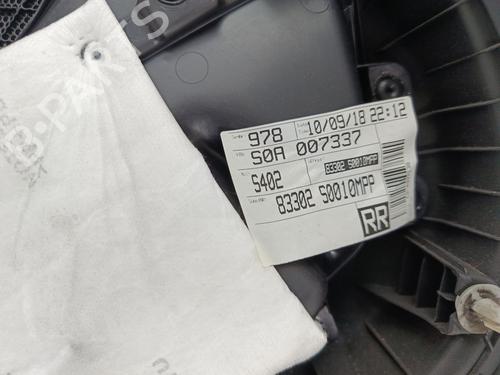 978 10/09/18 22:12
S0A 007337
S402 83302 S0010MPP
83302 S0010MPP
RR
B-PARTS